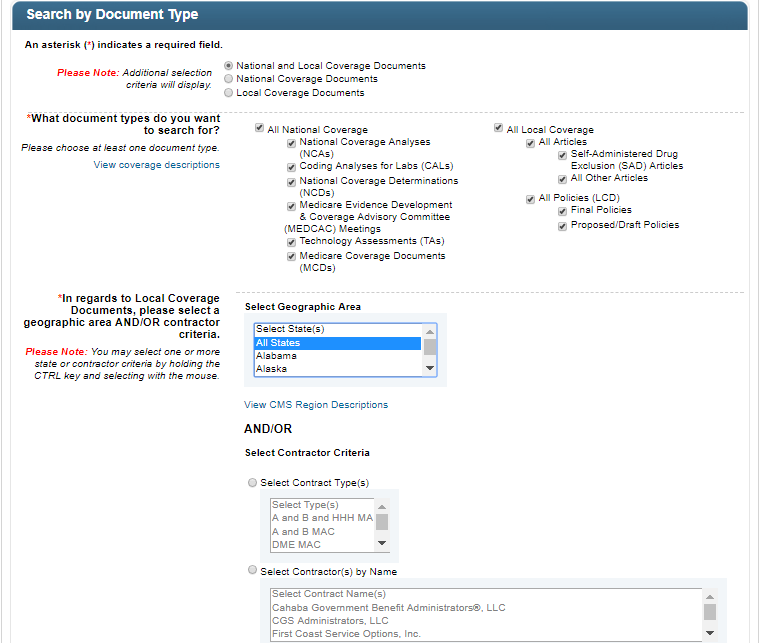 Search by Document Type
An asterisk (*) indicates a required field.
Please Note: Additional selection
criteria will display.
National and Local Coverage Documents
National Coverage Documents
Local Coverage Documents
*What document types do you want
to search for?
Please choose at least one document type.
View coverage descriptions
All National Coverage
National Coverage Analyses
(NCAs)
Coding Analyses for Labs (CALs)
National Coverage Determinations
(NCDs)
Medicare Evidence Development
& Coverage Advisory Committee
(MEDCAC) Meetings
Technology Assessments (TAs)
Medicare Coverage Documents
(MCDs)
All Local Coverage
All Articles
Self-Administered Drug
Exclusion (SAD) Articles
All Other Articles
All Policies (LCD)
Final Policies
Proposed/Draft Policies
*In regards to Local Coverage
Documents, please select a
geographic area AND/OR contractor
criteria.
Please Note: You may select one or more
state or contractor criteria by holding the
CTRL key and selecting with the mouse.
Select Geographic Area
Select State(s)
All States
Alabama
Alaska
View CMS Region Descriptions
AND/OR
Select Contractor Criteria
Select Contract Type(s)
Select Type(s)
A and B and HHH MA
A and B MAC
DME MAC
Select Contractor(s) by Name
Select Contract Name(s)
Cahaba Government Benefit Administrators®, LLC
CGS Administrators, LLC
First Coast Service Options, Inc.